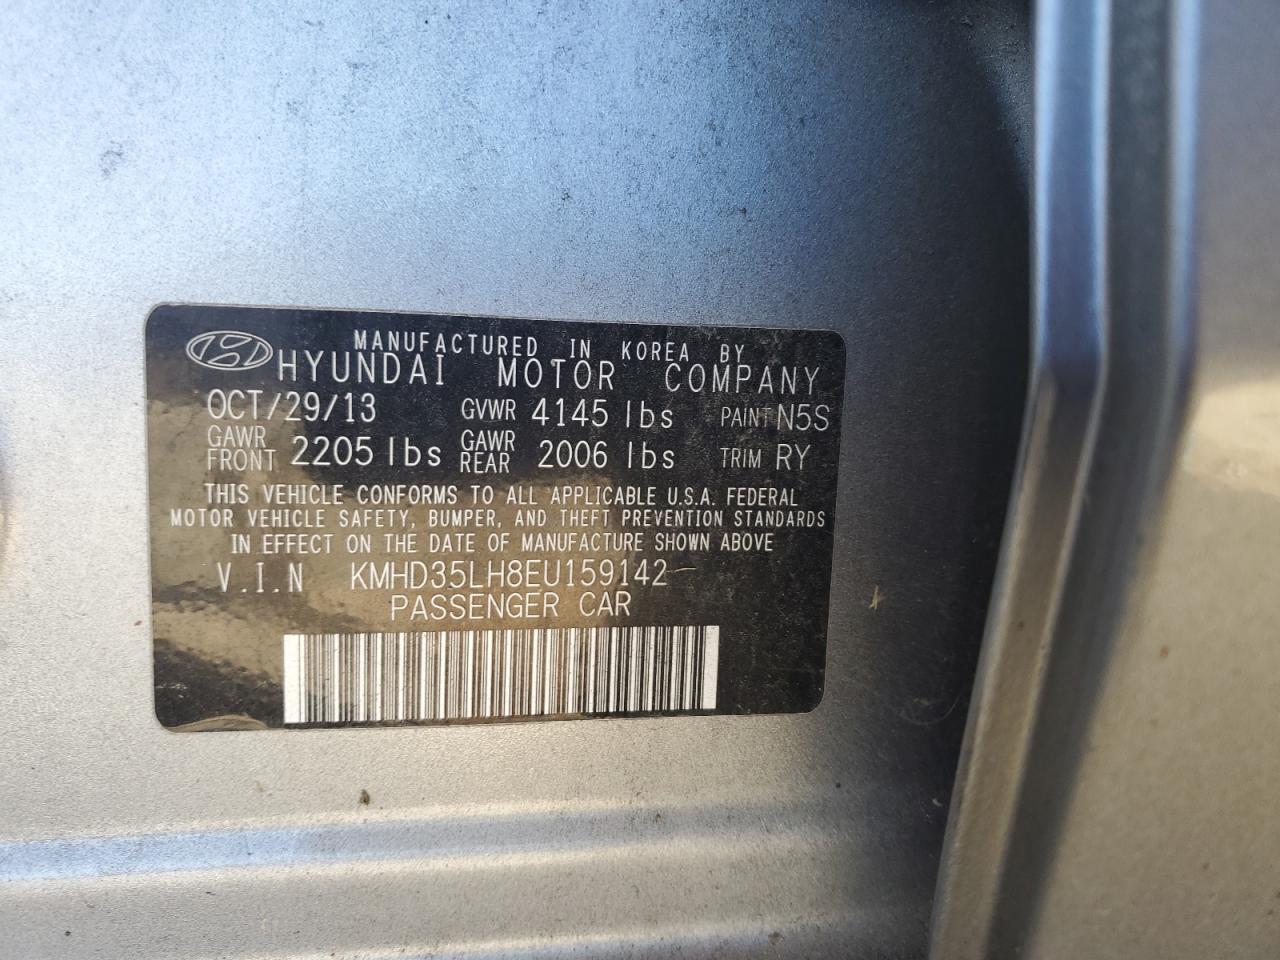 MANUFACTURED IN KOREA BY
HYUNDAI MOTOR COMPANY
OCT/29/13 GVWR 4145 lbs PAINT N5S
GAWR FRONT 2205 lbs GAWR REAR 2006 lbs TRIM RY
THIS VEHICLE CONFORMS TO ALL APPLICABLE U.S.A. FEDERAL
MOTOR VEHICLE SAFETY, BUMPER, AND THEFT PREVENTION STANDARDS
IN EFFECT ON THE DATE OF MANUFACTURE SHOWN ABOVE
V.I.N KMHD35LH8EU159142
PASSENGER CAR